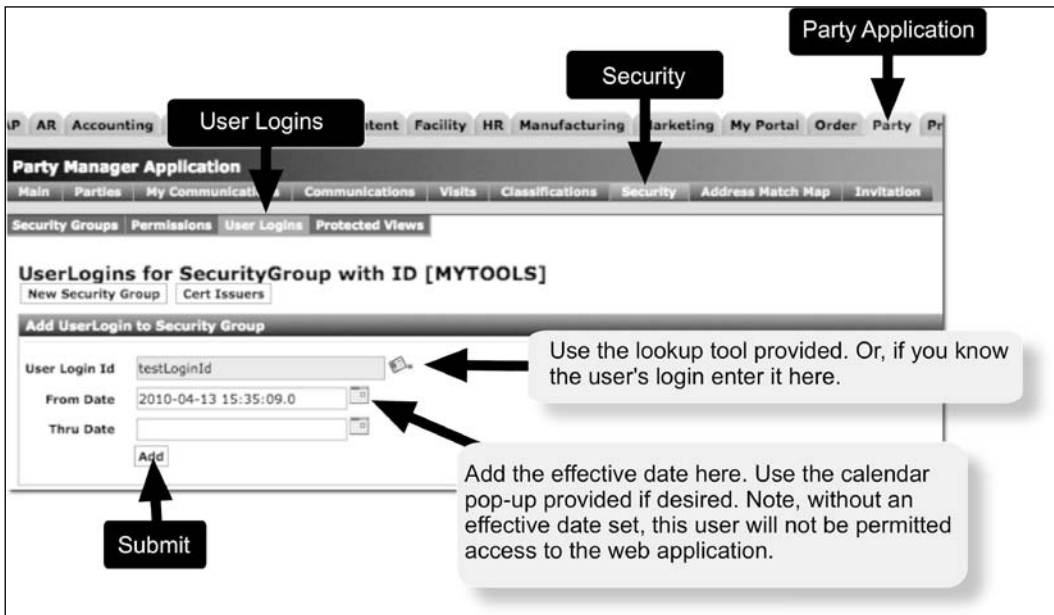 Party Application
Security
User Logins
AR Accounting Facility HR Manufacturing Marketing My Portal Order Party
Party Manager Application
Main Parties My Communications Communications Visits Classifications Security Address Match Map Invitation
Security Groups Permissions User Logins Protected Views
UserLogins for SecurityGroup with ID [MYTOOLS]
New Security Group Cert Issuers
Add UserLogin to Security Group
User Login Id testLoginId
From Date 2010-04-13 15:35:09.0
Thru Date
Add
Use the lookup tool provided. Or, if you know
the user's login enter it here.
Add the effective date here. Use the calendar
pop-up provided if desired. Note, without an
effective date set, this user will not be permitted
access to the web application.
Submit